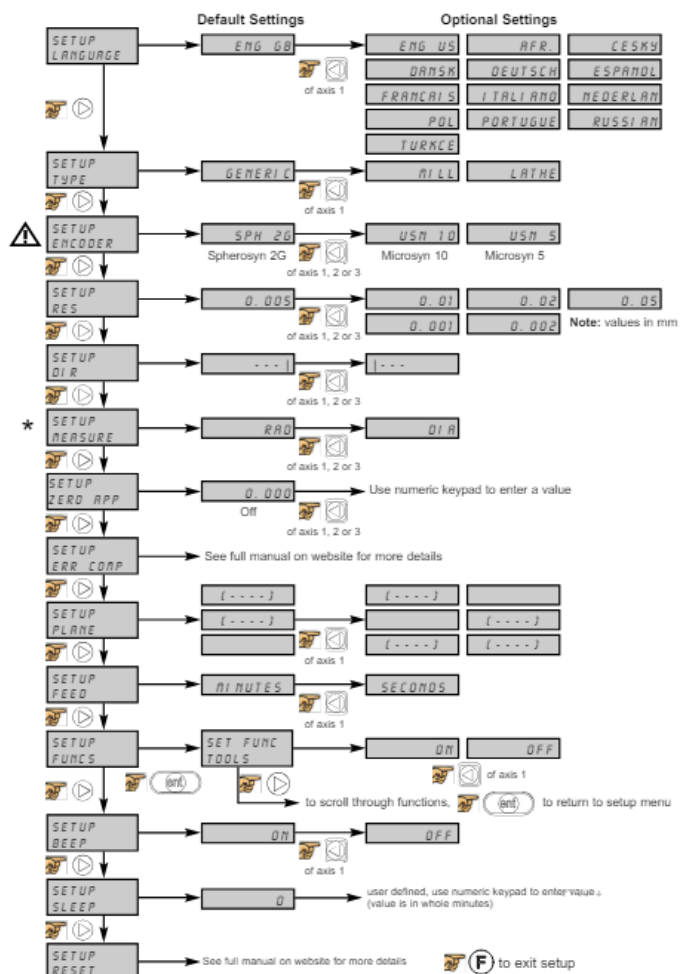 Default Settings Optional Settings
SETUP
LANGUAGE
ENG GB
ENG US AFR. CESKY
DANSK DEUTSCH ESPANOL
FRANCAIS ITALIANO NEDERLAN
POL PORTUGUE RUSSIAN
TURKCE
of axis 1
SETUP
TYPE
GENERIC
MILL LATHE
of axis 1
SETUP
ENCODER
SPH 2G
USM 10 USM 5
Spherosyn 2G Microsyn 10 Microsyn 5
of axis 1, 2 or 3
SETUP
RES
0.005
0.01 0.02 0.05
0.001 0.002 Note: values in mm
of axis 1, 2 or 3
SETUP
DIR
- - - |
| - - -
of axis 1, 2 or 3
*
SETUP
MEASURE
RAD
DIA
of axis 1, 2 or 3
SETUP
ZERO APP
0.000
Off
Use numeric keypad to enter a value
of axis 1, 2 or 3
SETUP
ERR COMP
See full manual on website for more details
SETUP
PLANE
[ - - - - ] [ - - - - ]
[ - - - - ] [ - - - - ]
[ - - - - ] [ - - - - ]
of axis 1
SETUP
FEED
MINUTES
SECONDS
of axis 1
SETUP
FUNCS
ent
SET FUNC
TOOLS
ON OFF
of axis 1
to scroll through functions, ent to return to setup menu
SETUP
BEEP
ON
OFF
of axis 1
SETUP
SLEEP
0
user defined, use numeric keypad to enter value.
(value is in whole minutes)
SETUP
RESET
See full manual on website for more details
F to exit setup